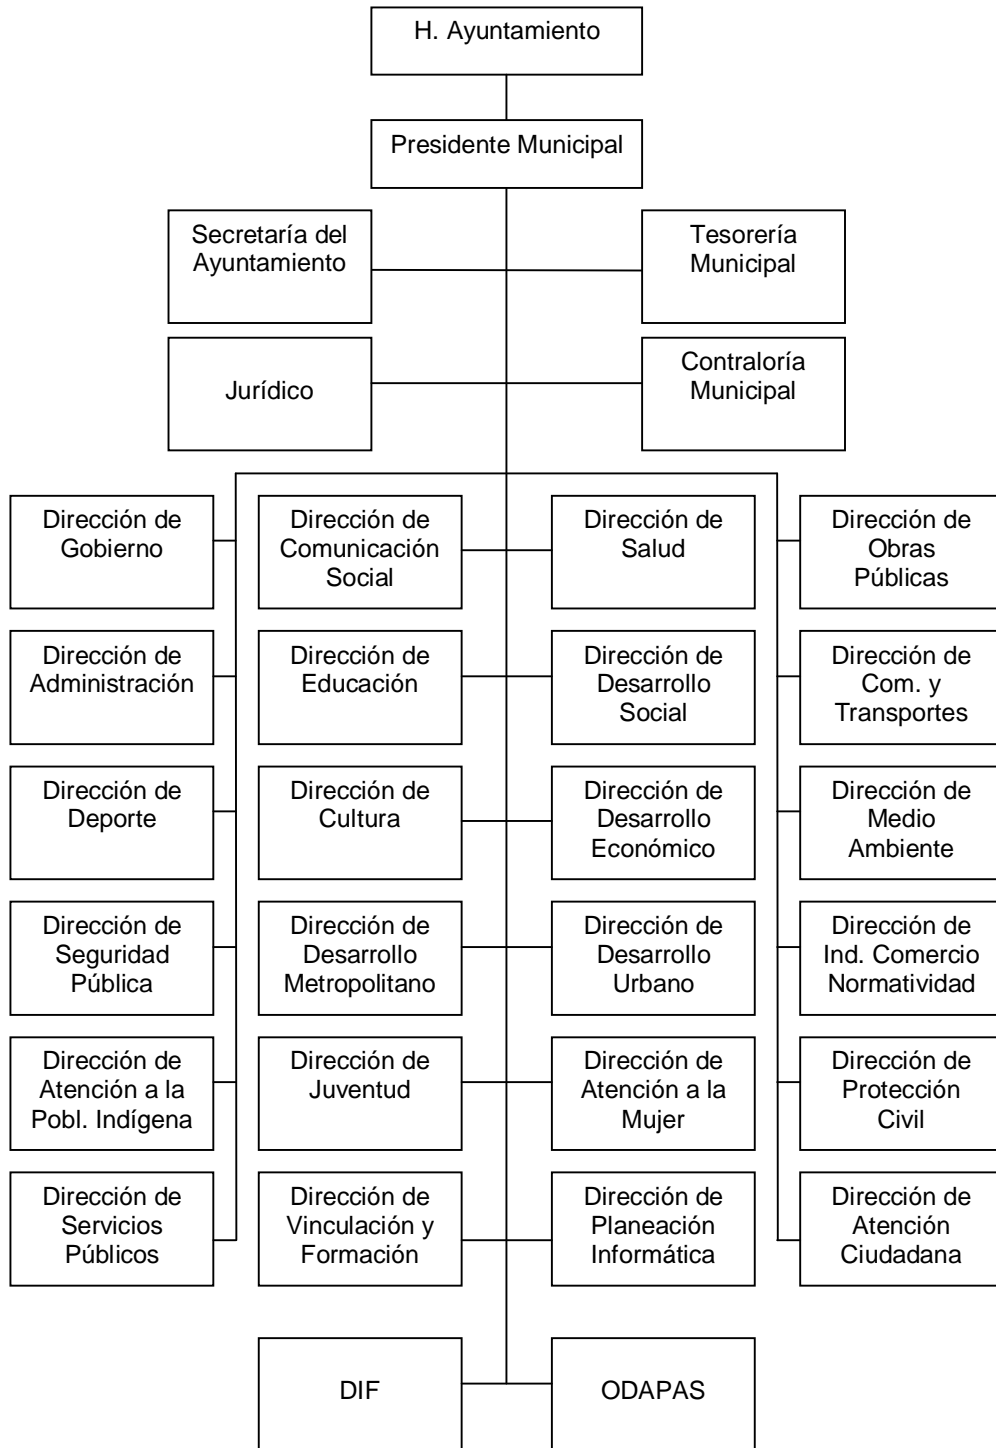 H. Ayuntamiento
Presidente Municipal
Secretaría del
Ayuntamiento
Tesorería
Municipal
Jurídico
Contraloría
Municipal
Dirección de
Gobierno
Dirección de
Comunicación
Social
Dirección de
Salud
Dirección de
Obras
Públicas
Dirección de
Administración
Dirección de
Educación
Dirección de
Desarrollo
Social
Dirección de
Com. y
Transportes
Dirección de
Deporte
Dirección de
Cultura
Dirección de
Desarrollo
Económico
Dirección de
Medio
Ambiente
Dirección de
Seguridad
Pública
Dirección de
Desarrollo
Metropolitano
Dirección de
Desarrollo
Urbano
Dirección de
Ind. Comercio
Normatividad
Dirección de
Atención a la
Pobl. Indígena
Dirección de
Juventud
Dirección de
Atención a la
Mujer
Dirección de
Protección
Civil
Dirección de
Servicios
Públicos
Dirección de
Vinculación y
Formación
Dirección de
Planeación
Informática
Dirección de
Atención
Ciudadana
DIF
ODAPAS